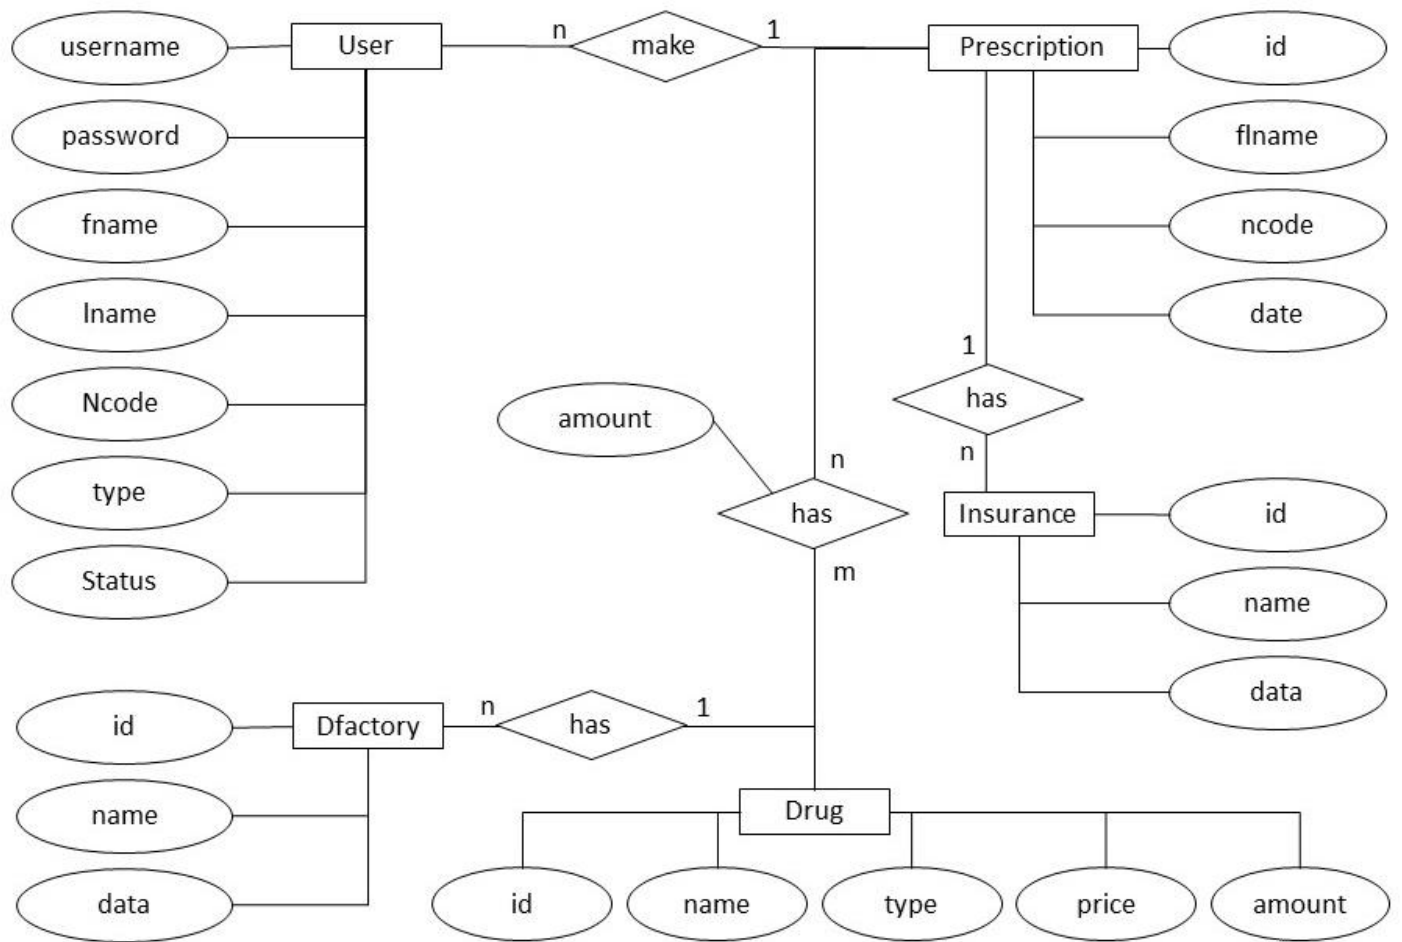 username
User
n
make
1
Prescription
id
password
flname
fname
ncode
lname
date
1
Ncode
has
amount
n
n
type
has
Insurance
id
m
Status
name
data
id
Dfactory
n
has
1
name
Drug
data
id
name
type
price
amount